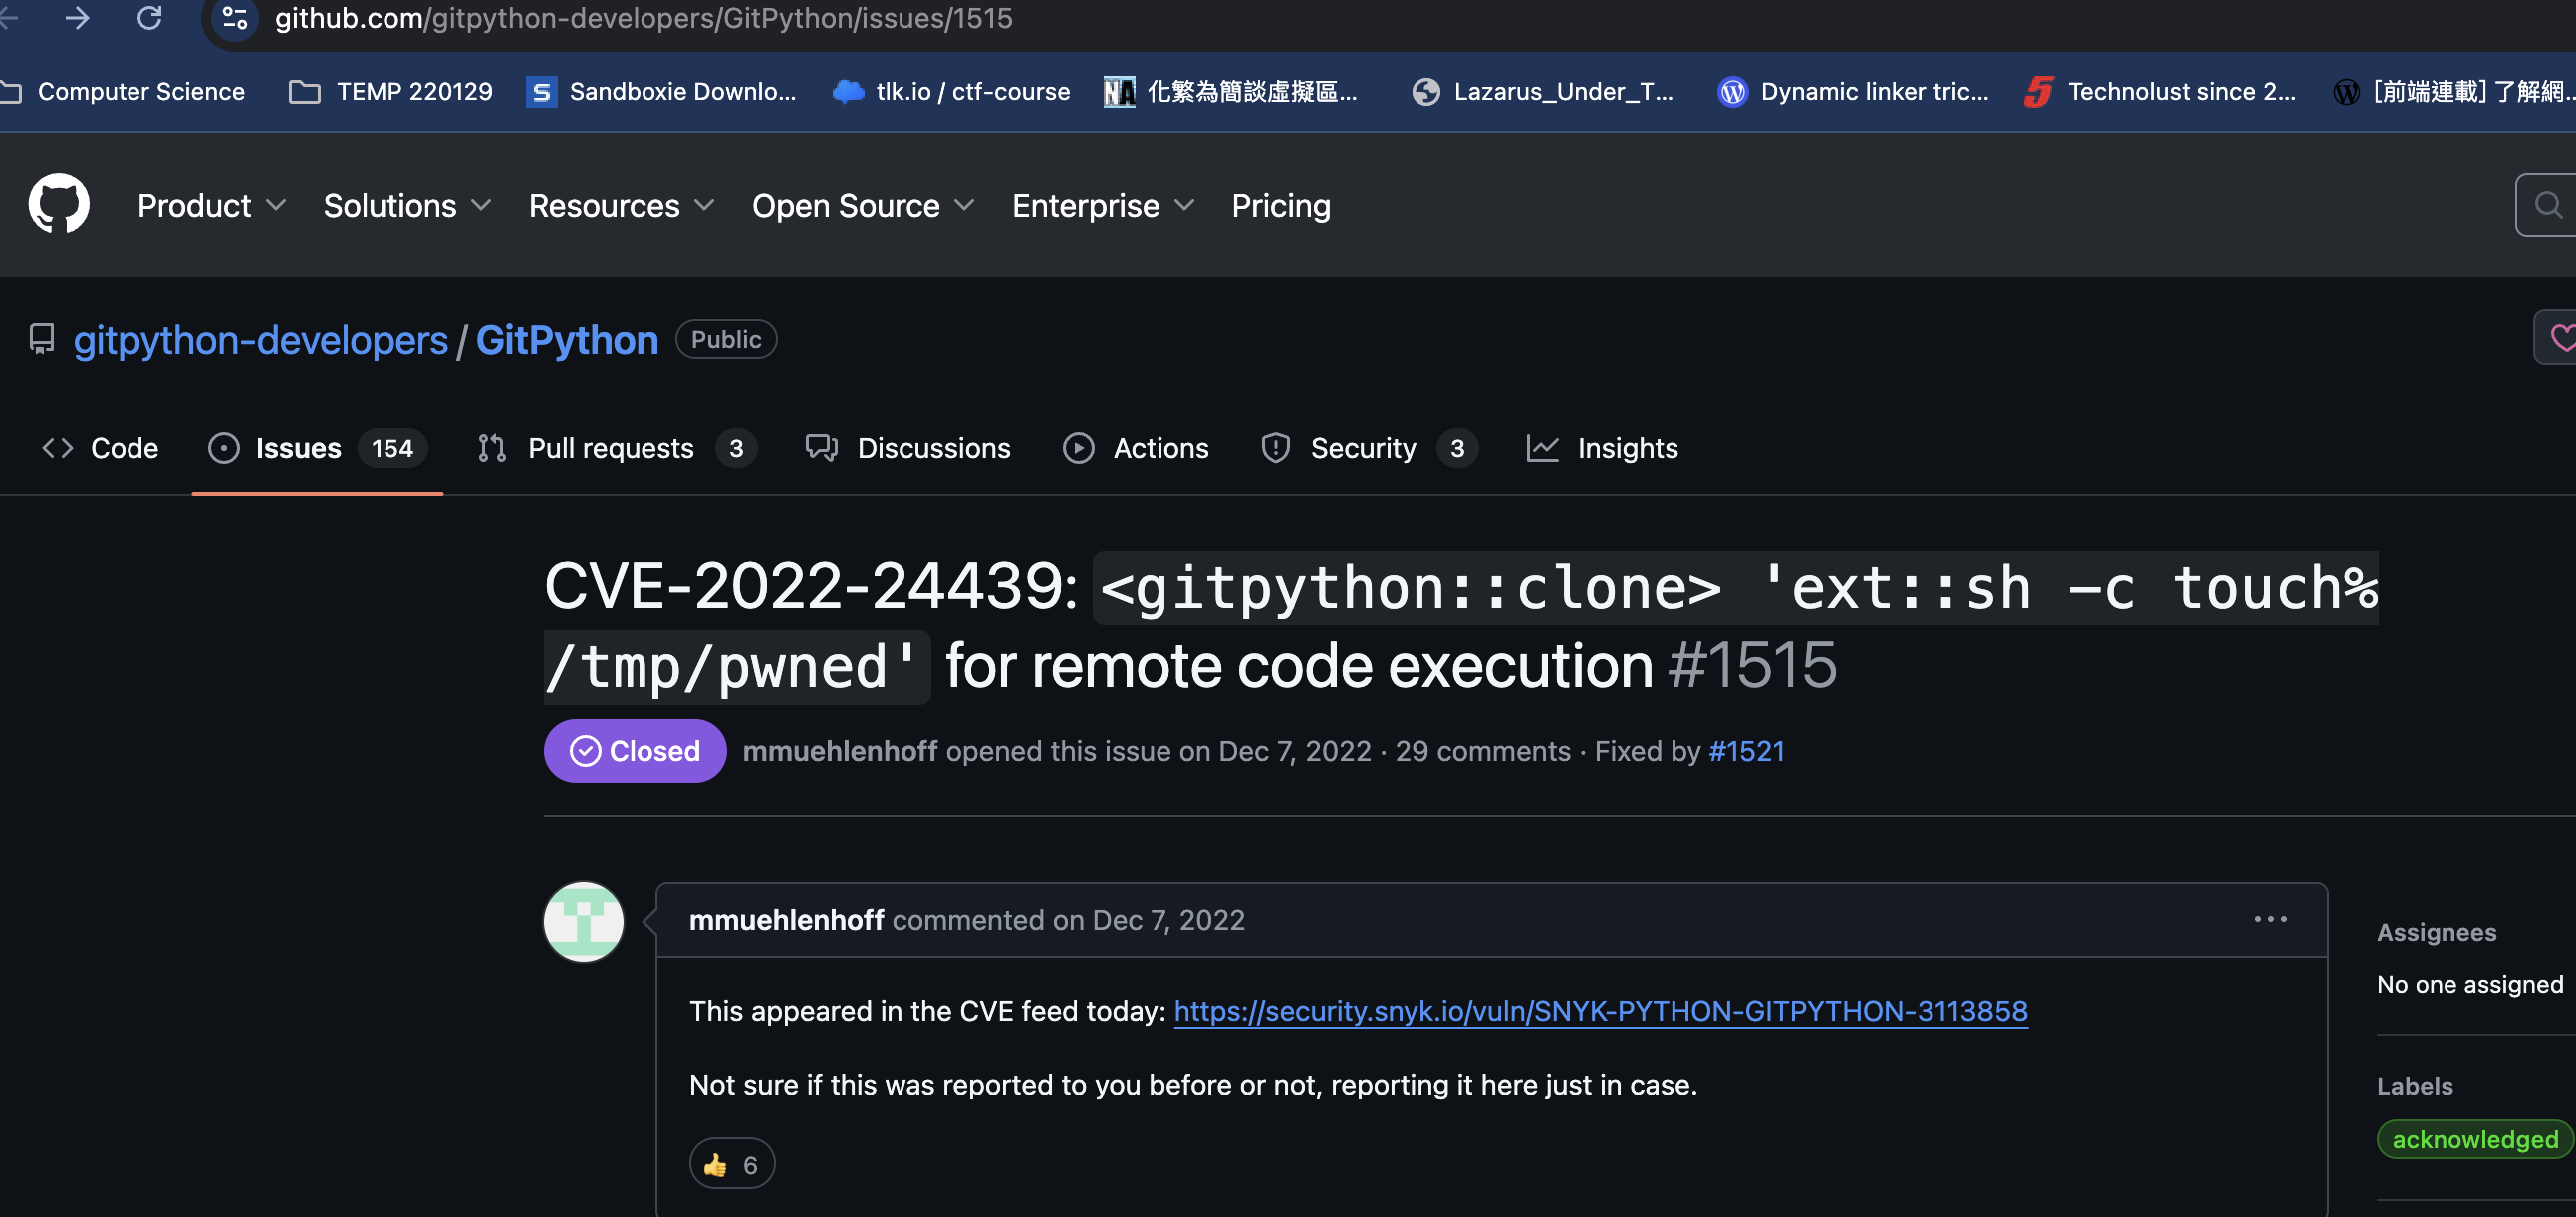 github.com/gitpython-developers/GitPython/issues/1515
Computer Science TEMP 220129 Sandboxie Downlo... tlk.io / ctf-course 化繁為簡談虛擬區... Lazarus_Under_T... Dynamic linker tric... Technolust since 2... [前端連載] 了解網...
Product Solutions Resources Open Source Enterprise Pricing
gitpython-developers / GitPython Public
Code Issues 154 Pull requests 3 Discussions Actions Security 3 Insights
CVE-2022-24439: <gitpython::clone> 'ext::sh -c touch%
/tmp/pwned' for remote code execution #1515
Closed mmuehlenhoff opened this issue on Dec 7, 2022 · 29 comments · Fixed by #1521
mmuehlenhoff commented on Dec 7, 2022
Assignees
No one assigned
This appeared in the CVE feed today: https://security.snyk.io/vuln/SNYK-PYTHON-GITPYTHON-3113858
Not sure if this was reported to you before or not, reporting it here just in case.
Labels
acknowledged
👍 6